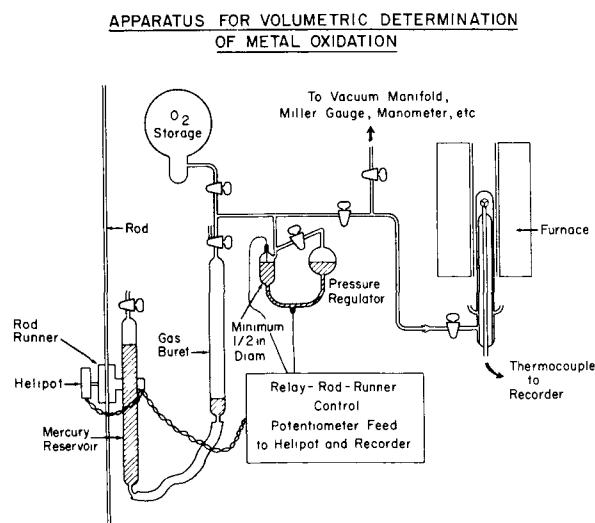 APPARATUS FOR VOLUMETRIC DETERMINATION
OF METAL OXIDATION
To Vacuum Manifold,
Miller Gauge, Manometer, etc
O2
Storage
Rod
Furnace
Pressure
Regulator
Minimum
1/2 in
Diam
Gas
Buret
Rod
Runner
Helipot
Mercury
Reservoir
Thermocouple
to
Recorder
Relay-Rod-Runner
Control
Potentiometer Feed
to Helipot and Recorder